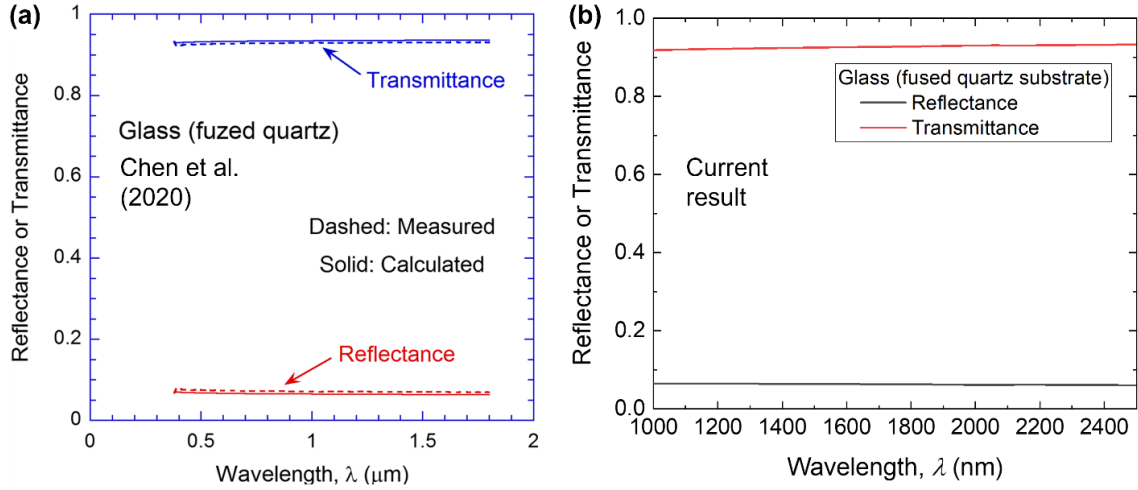 (a)
Reflectance or Transmittance
1
0.8
0.6
0.4
0.2
0
Transmittance
Glass (fuzed quartz)
Chen et al.
(2020)
Dashed: Measured
Solid: Calculated
Reflectance
0
0.5
1
1.5
2
Wavelength, λ (μm)
(b)
Reflectance or Transmittance
1.0
0.8
0.6
0.4
0.2
0.0
Glass (fused quartz substrate)
Reflectance
Transmittance
Current
result
1000
1200
1400
1600
1800
2000
2200
2400
Wavelength, λ (nm)